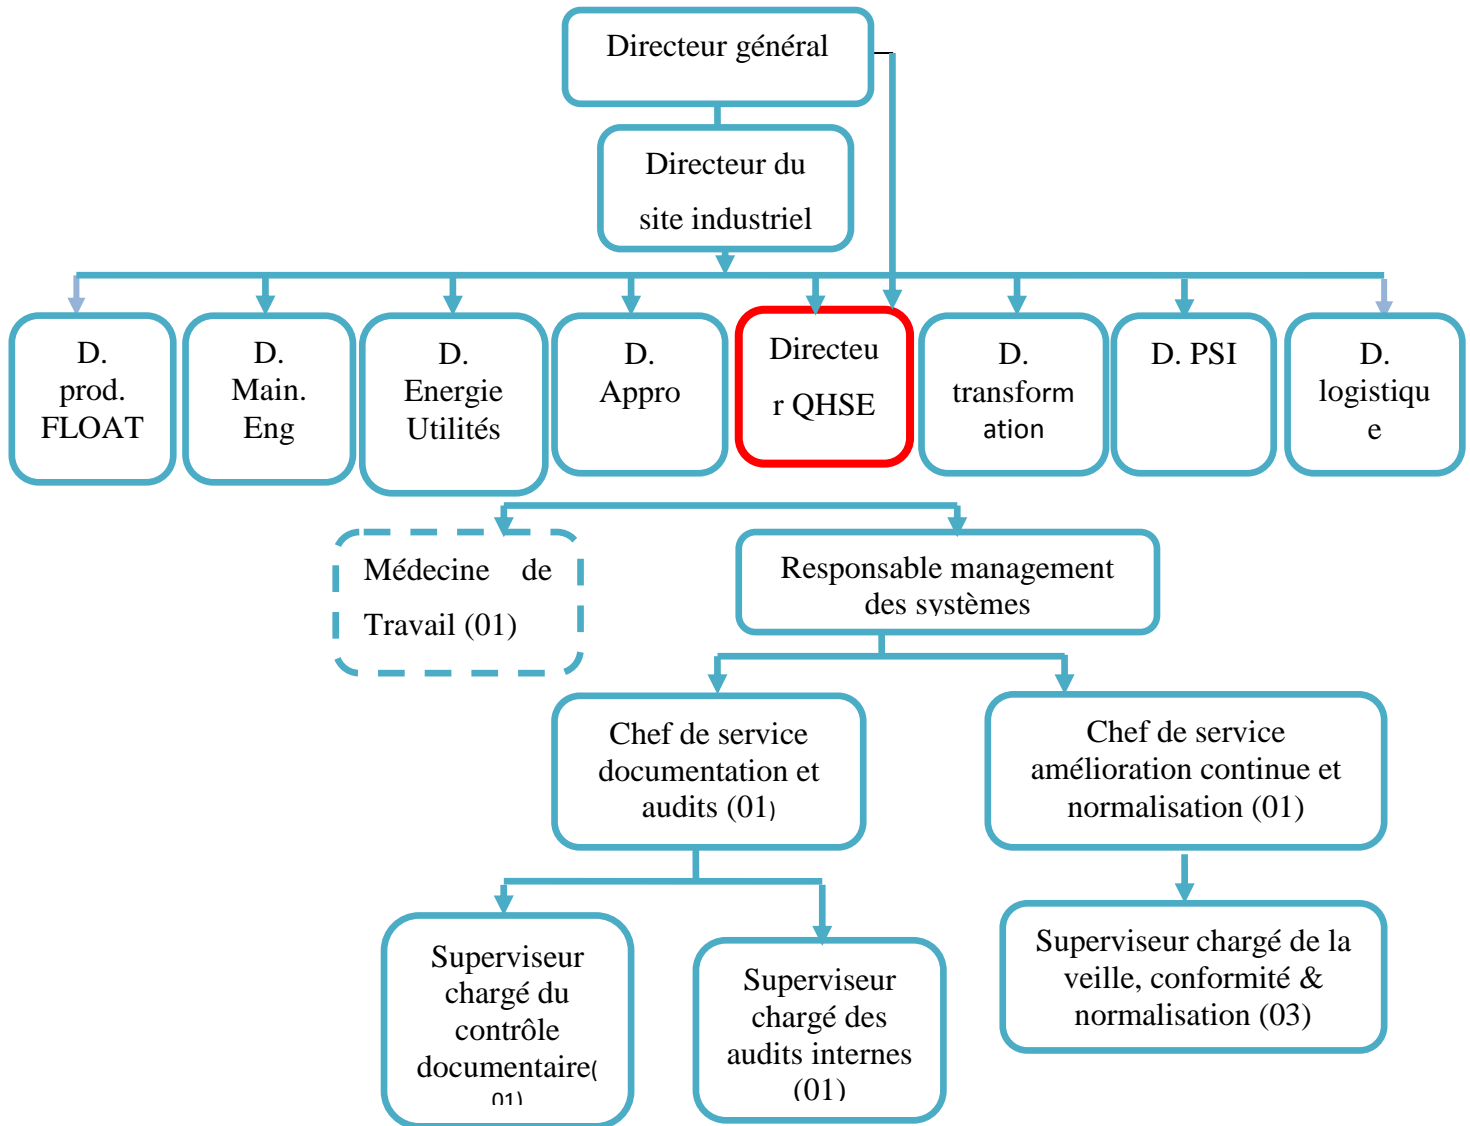 Directeur général
Directeur du
site industriel
D.
prod.
FLOAT
D.
Main.
Eng
D.
Energie
Utilités
D.
Appro
Directeu
r QHSE
D.
transform
ation
D. PSI
D.
logistiqu
e
Médecine de
Travail (01)
Responsable management
des systèmes
Chef de service
documentation et
audits (01)
Chef de service
amélioration continue et
normalisation (01)
Superviseur
chargé du
contrôle
documentaire(
01)
Superviseur
chargé des
audits internes
(01)
Superviseur chargé de la
veille, conformité &
normalisation (03)